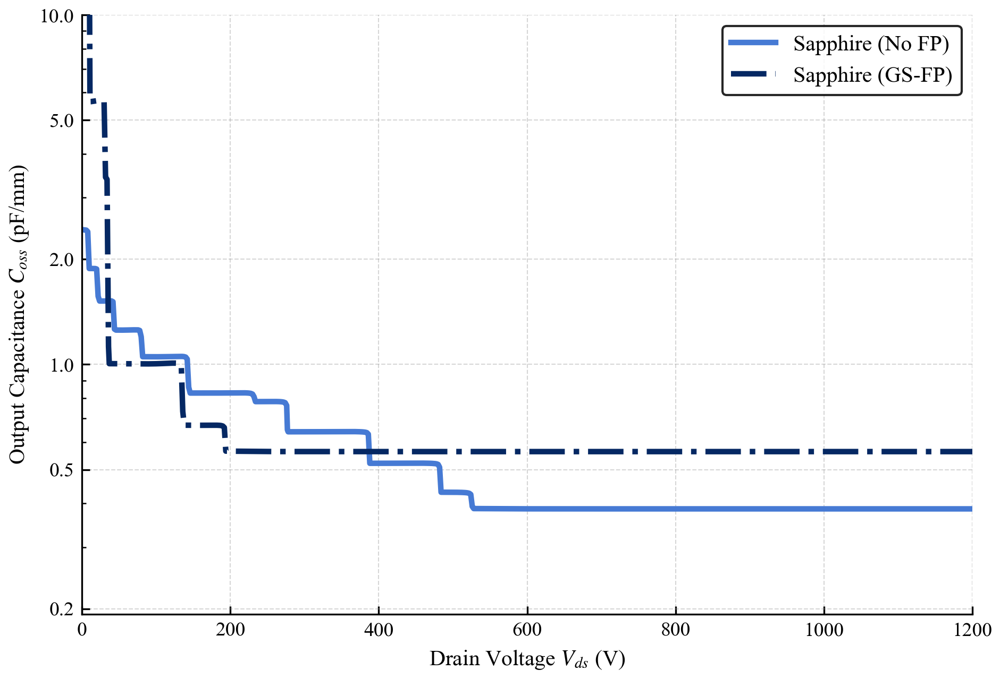 10.0
5.0
2.0
1.0
0.5
0.2
Output Capacitance Coss (pF/mm)
Sapphire (No FP)
Sapphire (GS-FP)
0 200 400 600 800 1000 1200
Drain Voltage Vds (V)